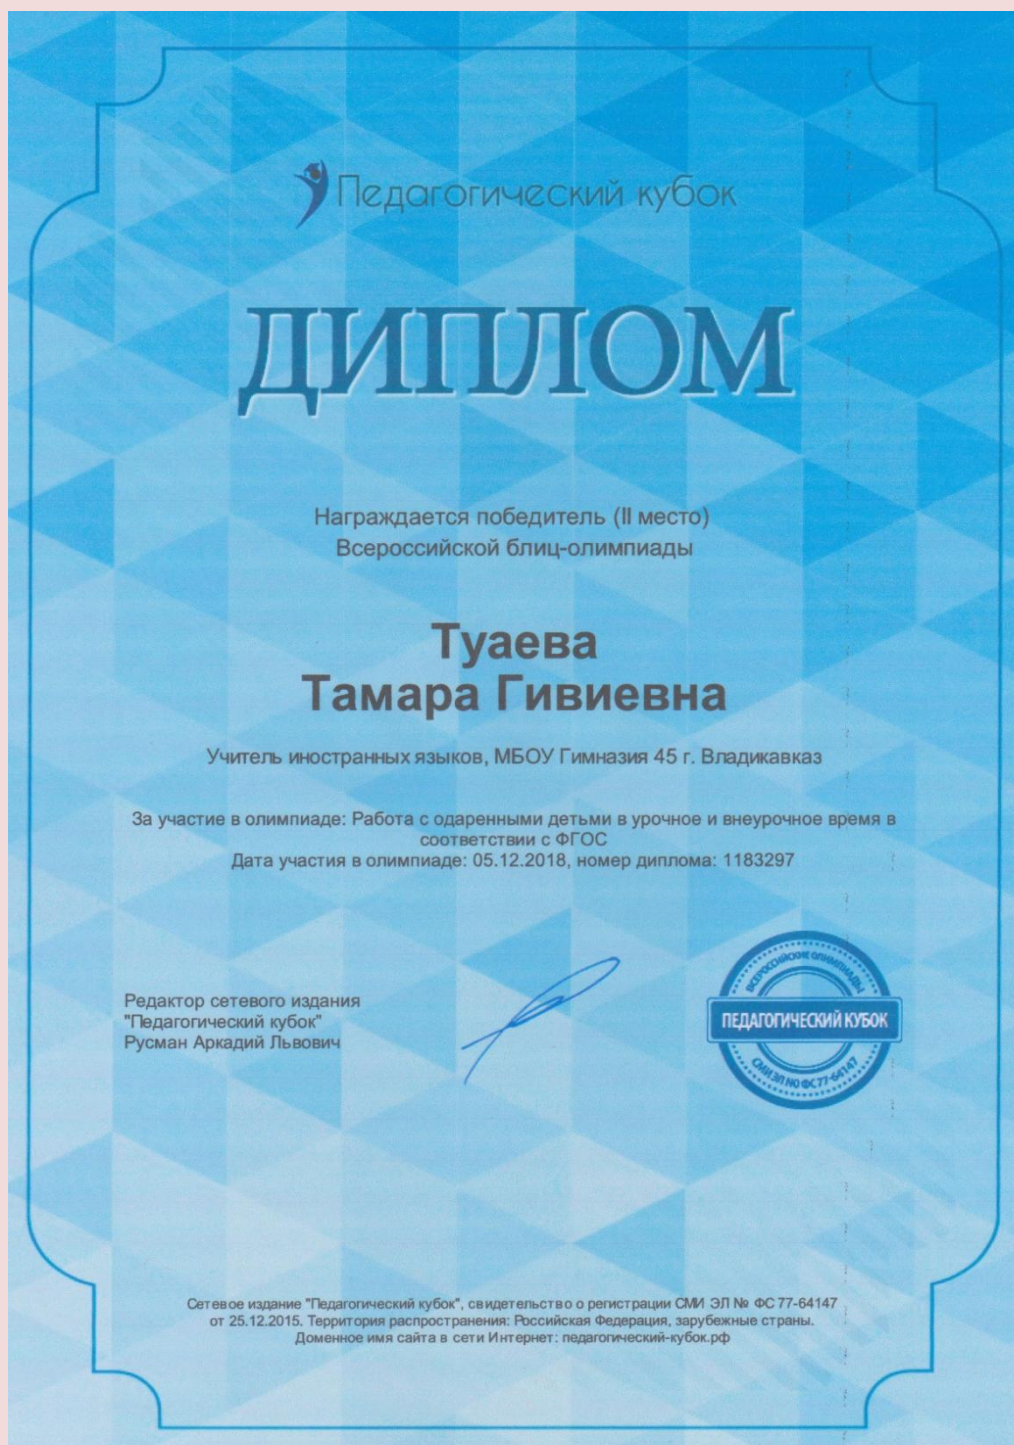 Педагогический кубок
ДИПЛОМ
Награждается победитель (II место)
Всероссийской блиц-олимпиады
Туаева
Тамара Гивиевна
Учитель иностранных языков, МБОУ Гимназия 45 г. Владикавказ
За участие в олимпиаде: Работа с одаренными детьми в урочное и внеурочное время в
соответствии с ФГОС
Дата участия в олимпиаде: 05.12.2018, номер диплома: 1183297
Редактор сетевого издания
"Педагогический кубок"
Русман Аркадий Львович
ВСЕРОССИЙСКИЕ ОЛИМПИАДЫ
ПЕДАГОГИЧЕСКИЙ КУБОК
СМИ ЭЛ NO ФС77-64147
Сетевое издание "Педагогический кубок", свидетельство о регистрации СМИ ЭЛ № ФС 77-64147
от 25.12.2015. Территория распространения: Российская Федерация, зарубежные страны.
Доменное имя сайта в сети Интернет: педагогический-кубок.рф